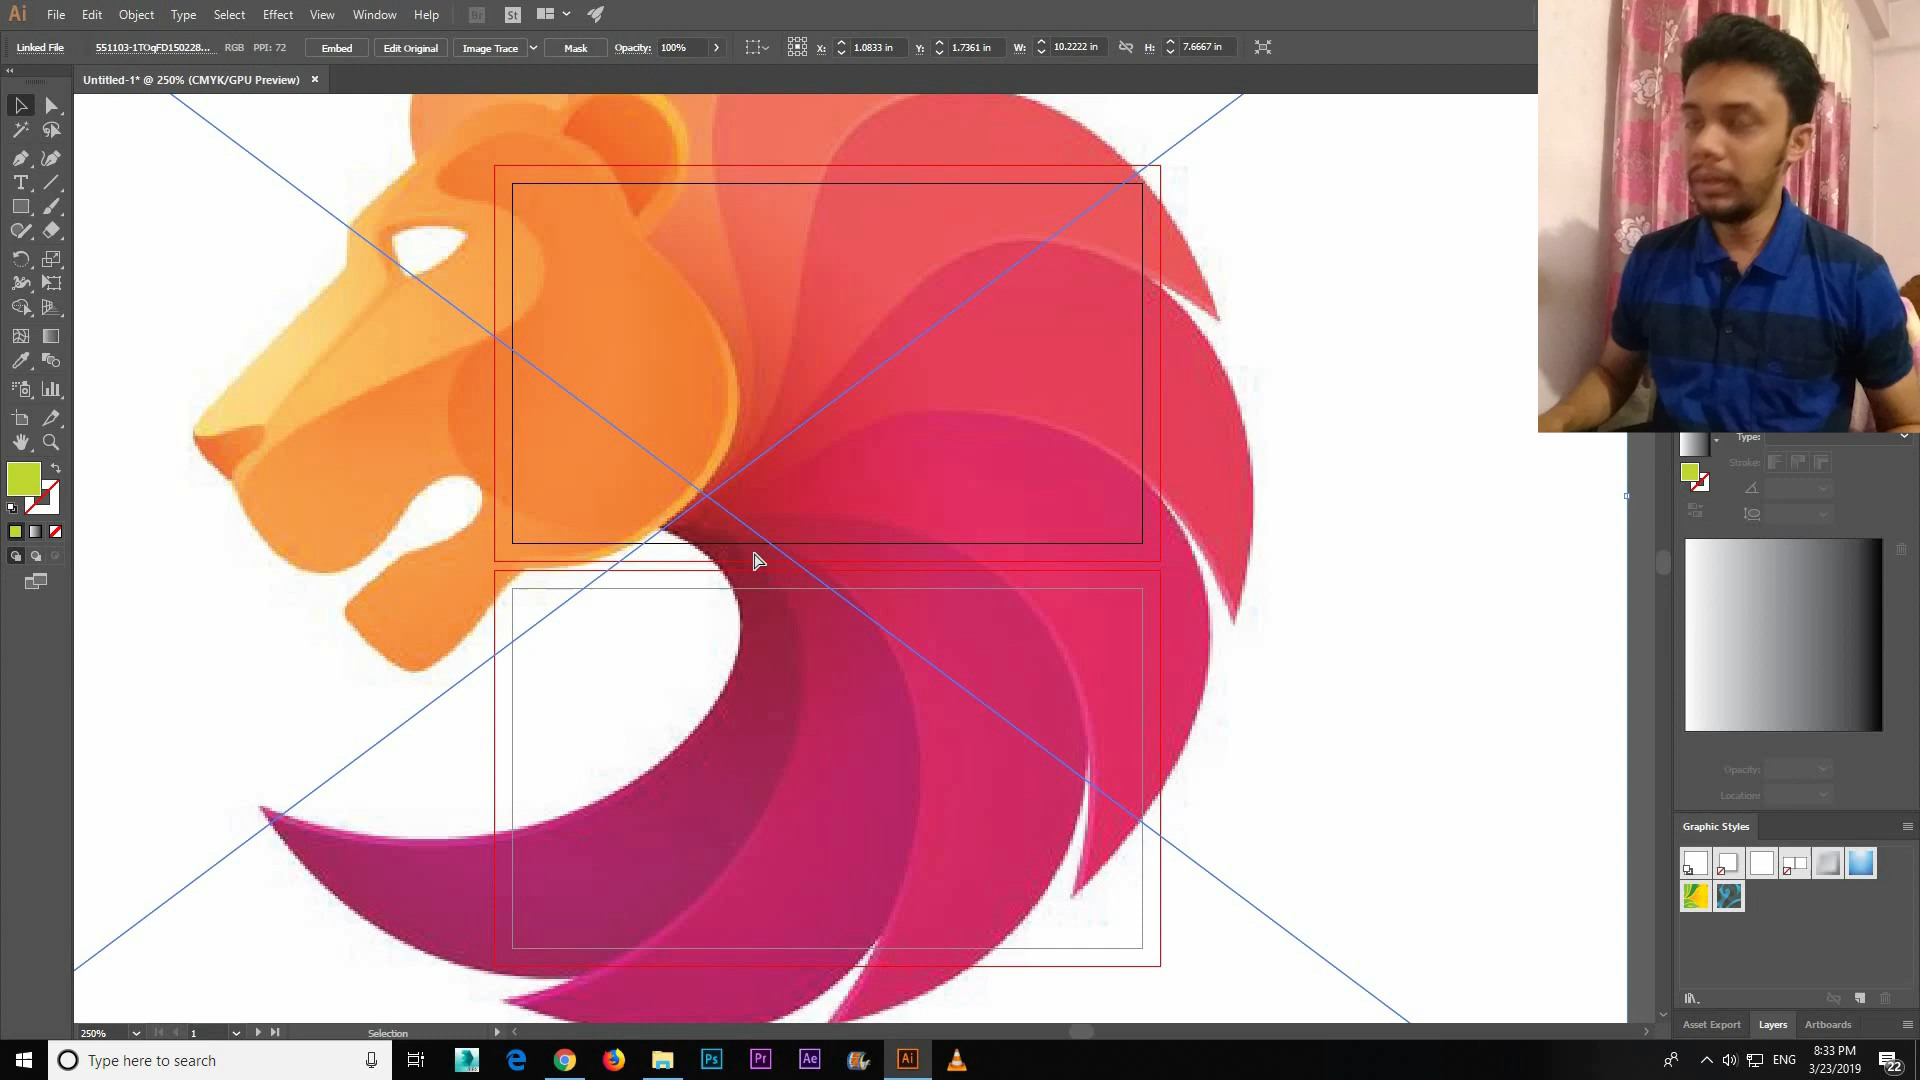 Ai File Edit Object Type Select Effect View Window Help Br St
Linked File 551103-1TOqFD150228... RGB PPI: 72 Embed Edit Original Image Trace Mask Opacity: 100% X: 1.0833 in Y: 1.7361 in W: 10.2222 in H: 7.6667 in
Untitled-1* @ 250% (CMYK/GPU Preview) ×
Type:
Stroke:
Opacity:
Location:
Graphic Styles
Asset Export Layers Artboards
250% 1 Selection
Type here to search Ps Pr Ae Ai ENG 8:33 PM
3/23/2019 22